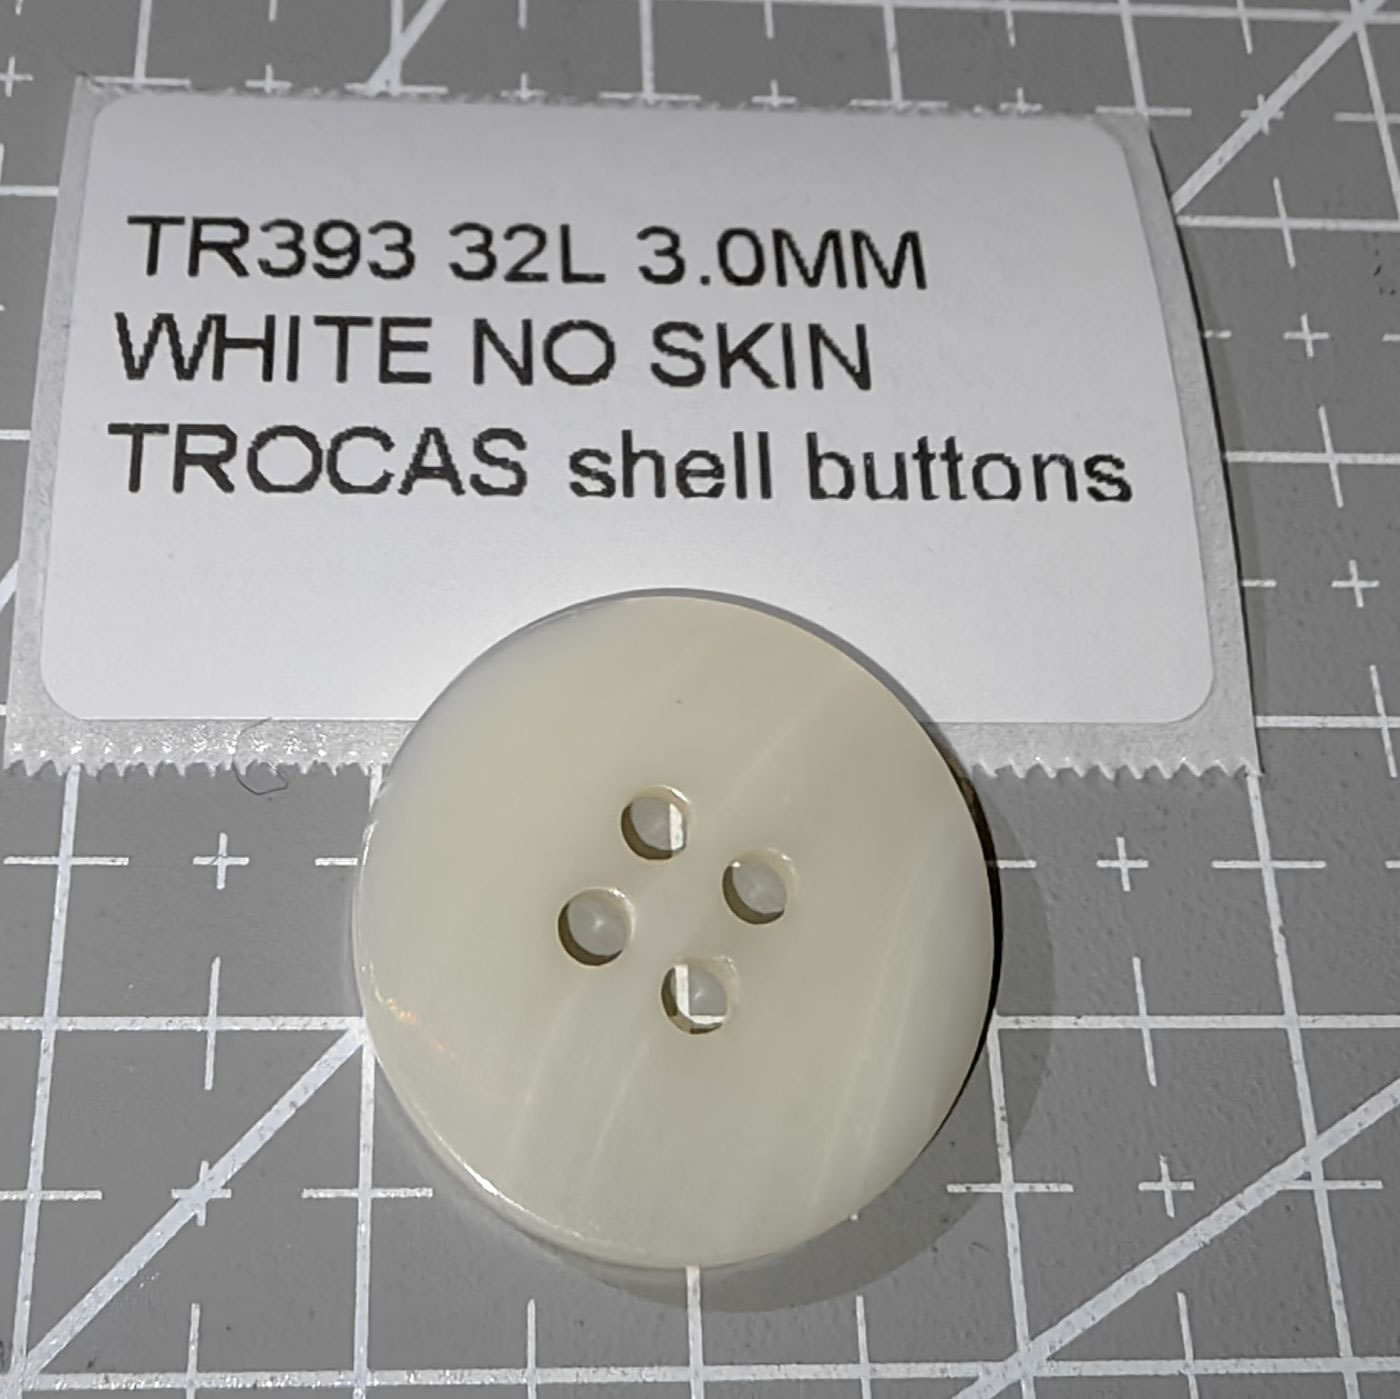 TR393 32L 3.0MM
WHITE NO SKIN
TROCAS shell buttons